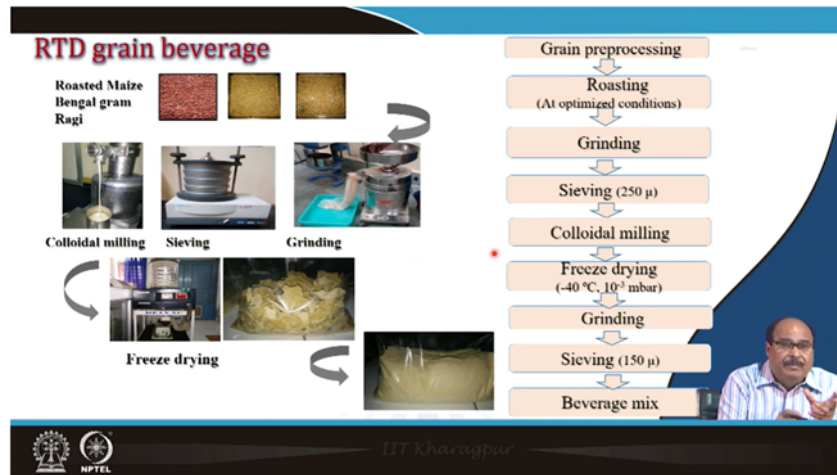 RTD grain beverage
Roasted Maize
Bengal gram
Ragi
Colloidal milling
Sieving
Grinding
Freeze drying
Grain preprocessing
Roasting
(At optimized conditions)
Grinding
Sieving (250 μ)
Colloidal milling
Freeze drying
(-40 °C, 10⁻³ mbar)
Grinding
Sieving (150 μ)
Beverage mix
NPTEL
IIT Kharagpur